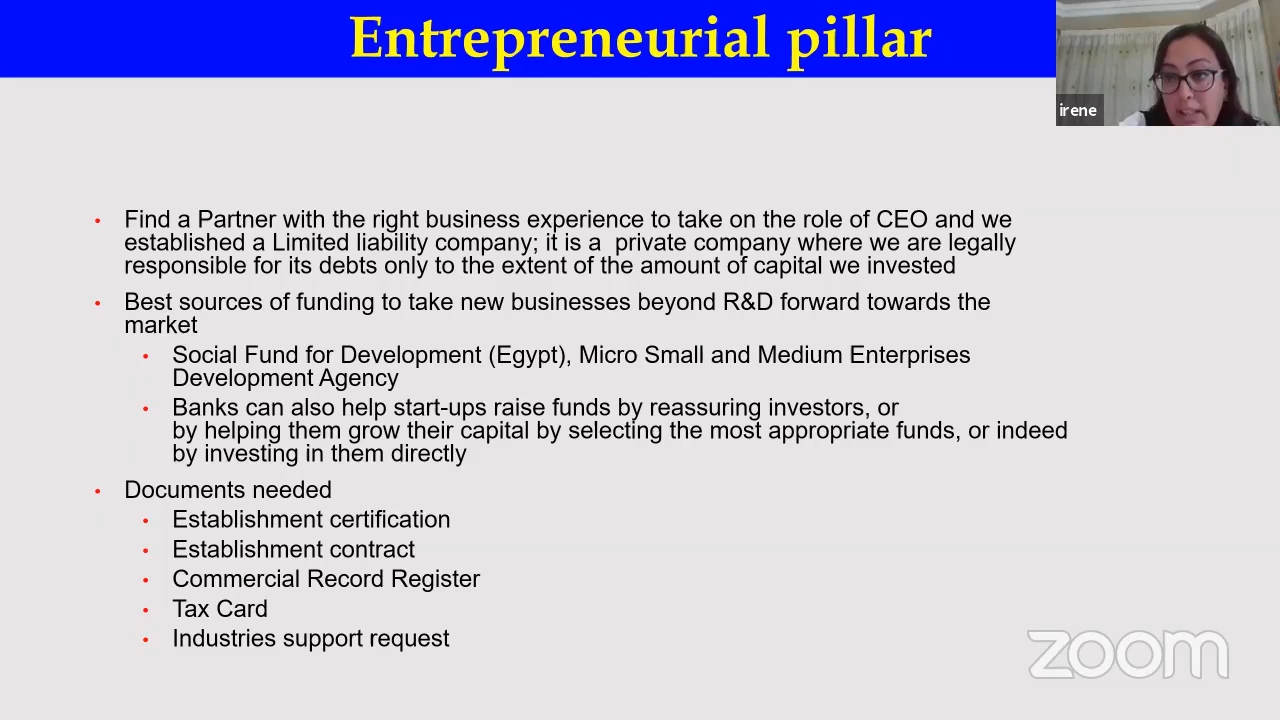 Entrepreneurial pillar
irene
• Find a Partner with the right business experience to take on the role of CEO and we
established a Limited liability company; it is a  private company where we are legally
responsible for its debts only to the extent of the amount of capital we invested
• Best sources of funding to take new businesses beyond R&D forward towards the
market
• Social Fund for Development (Egypt), Micro Small and Medium Enterprises
Development Agency
• Banks can also help start-ups raise funds by reassuring investors, or
by helping them grow their capital by selecting the most appropriate funds, or indeed
by investing in them directly
• Documents needed
• Establishment certification
• Establishment contract
• Commercial Record Register
• Tax Card
• Industries support request
zoom